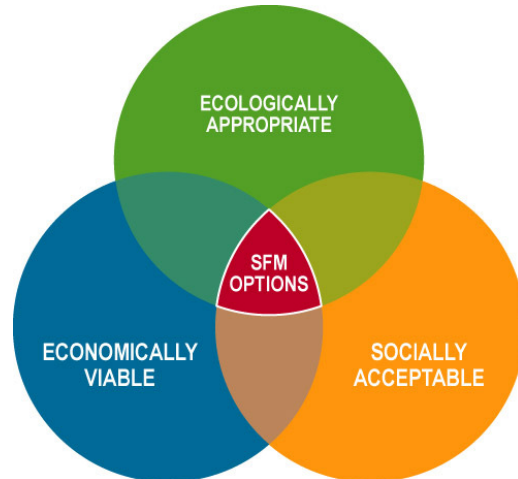 ECOLOGICALLY
APPROPRIATE
SFM
OPTIONS
ECONOMICALLY
VIABLE
SOCIALLY
ACCEPTABLE